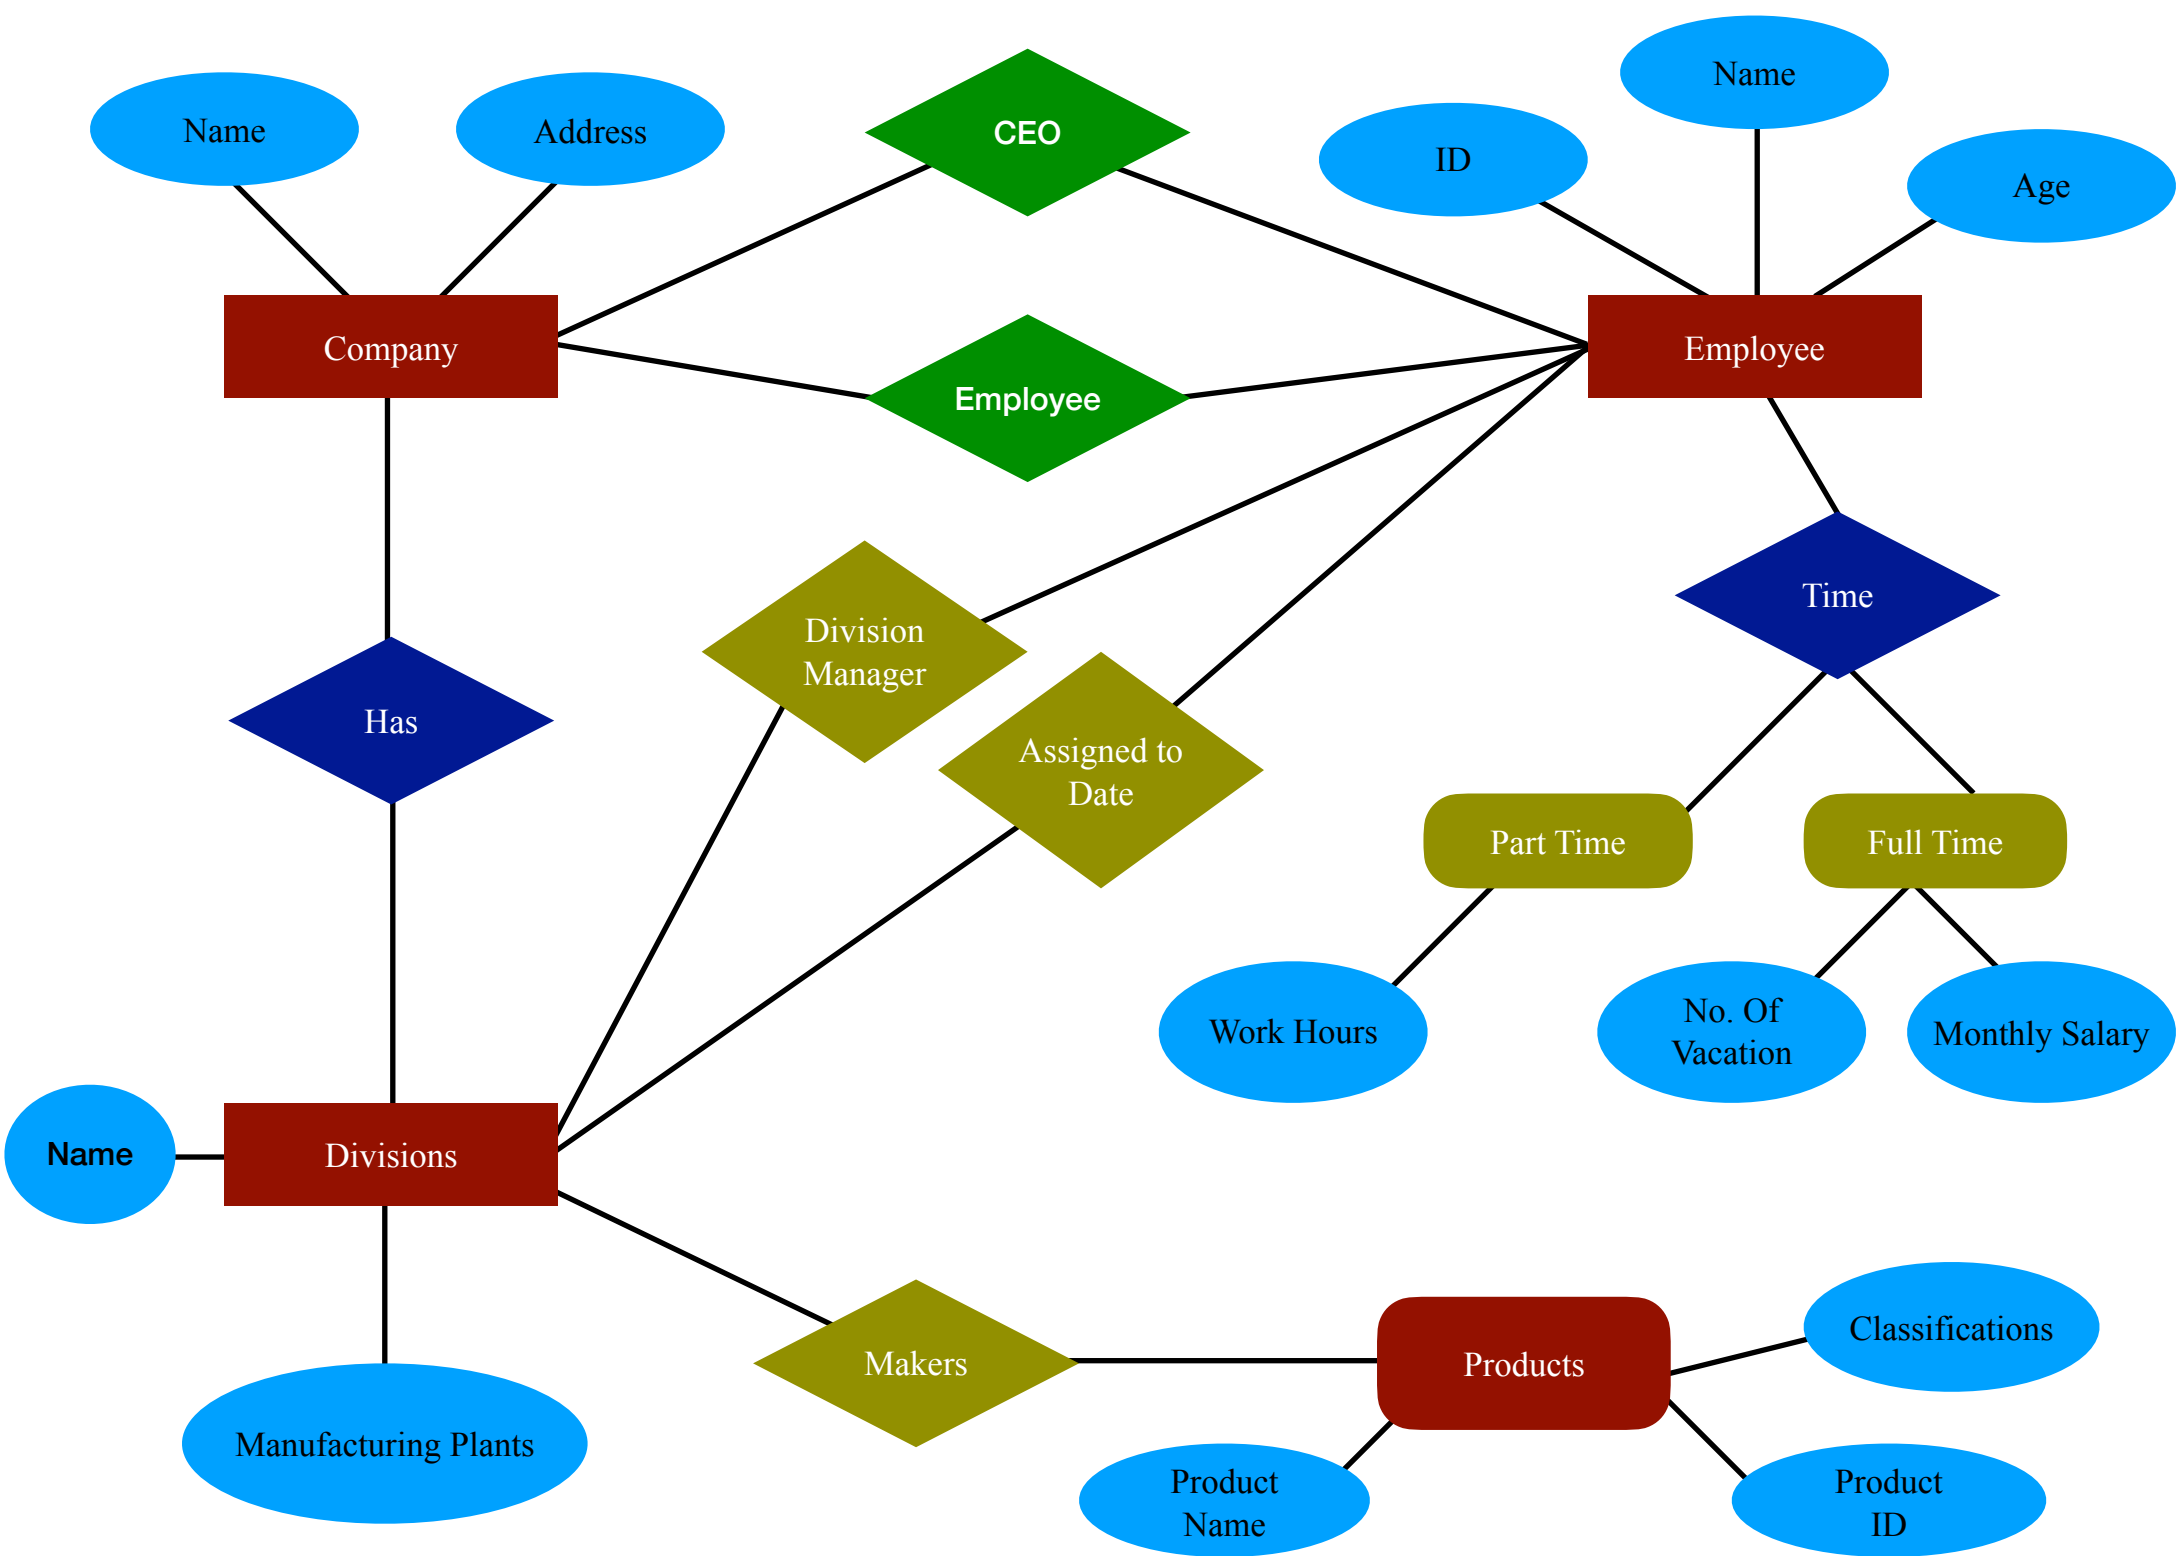 Name
Address
CEO
ID
Name
Age
Company
Employee
Employee
Division
Manager
Assigned to
Date
Time
Has
Part Time
Full Time
Work Hours
No. Of
Vacation
Monthly Salary
Name
Divisions
Manufacturing Plants
Makers
Products
Classifications
Product
Name
Product
ID